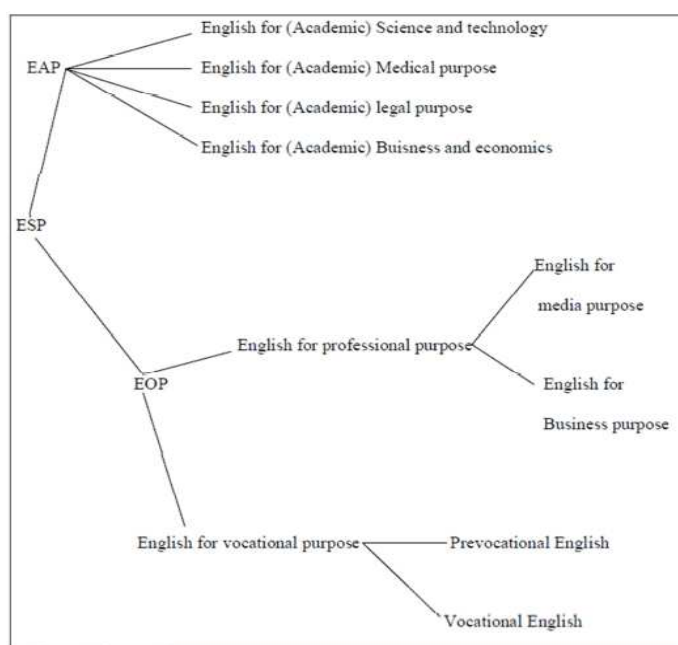 English for (Academic) Science and technology
EAP
English for (Academic) Medical purpose
English for (Academic) legal purpose
English for (Academic) Buisness and economics
ESP
English for
media purpose
English for professional purpose
EOP
English for
Business purpose
English for vocational purpose
Prevocational English
Vocational English